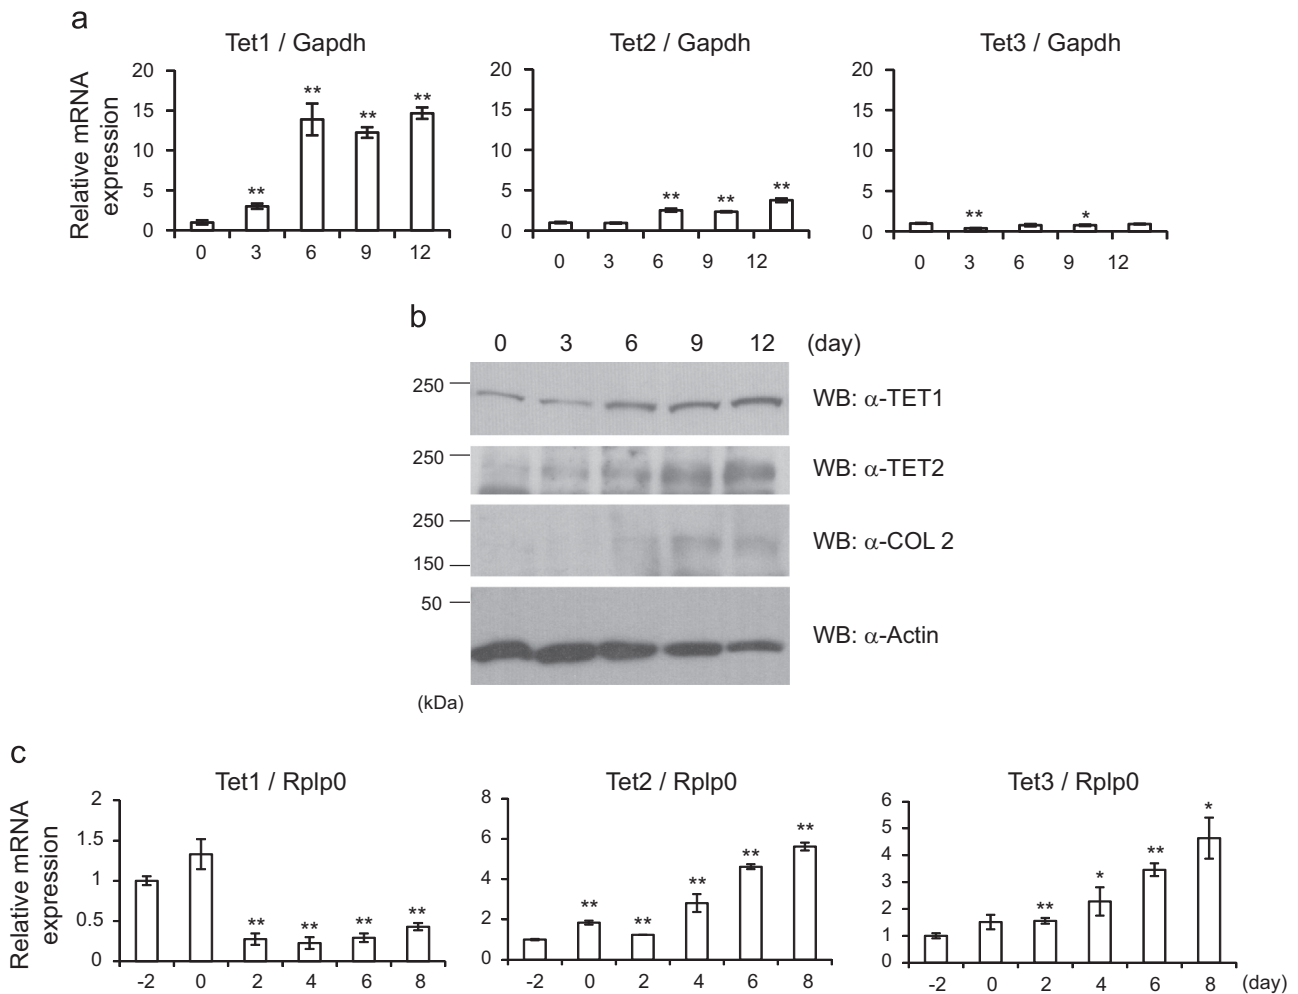 a
Tet1 / Gapdh
Tet2 / Gapdh
Tet3 / Gapdh
Relative mRNA
expression
20
15
10
5
0
**
**
**
**
0 3 6 9 12
20
15
10
5
0
**
**
**
0 3 6 9 12
20
15
10
5
0
**
*
0 3 6 9 12
b
0 3 6 9 12 (day)
250
WB: α-TET1
250
WB: α-TET2
250
150
WB: α-COL 2
50
WB: α-Actin
(kDa)
c
Tet1 / Rplp0
Tet2 / Rplp0
Tet3 / Rplp0
Relative mRNA
expression
2
1.5
1
0.5
0
**
**
**
**
-2 0 2 4 6 8
8
6
4
2
0
**
**
**
**
**
-2 0 2 4 6 8
6
5
4
3
2
1
0
**
*
**
*
-2 0 2 4 6 8 (day)